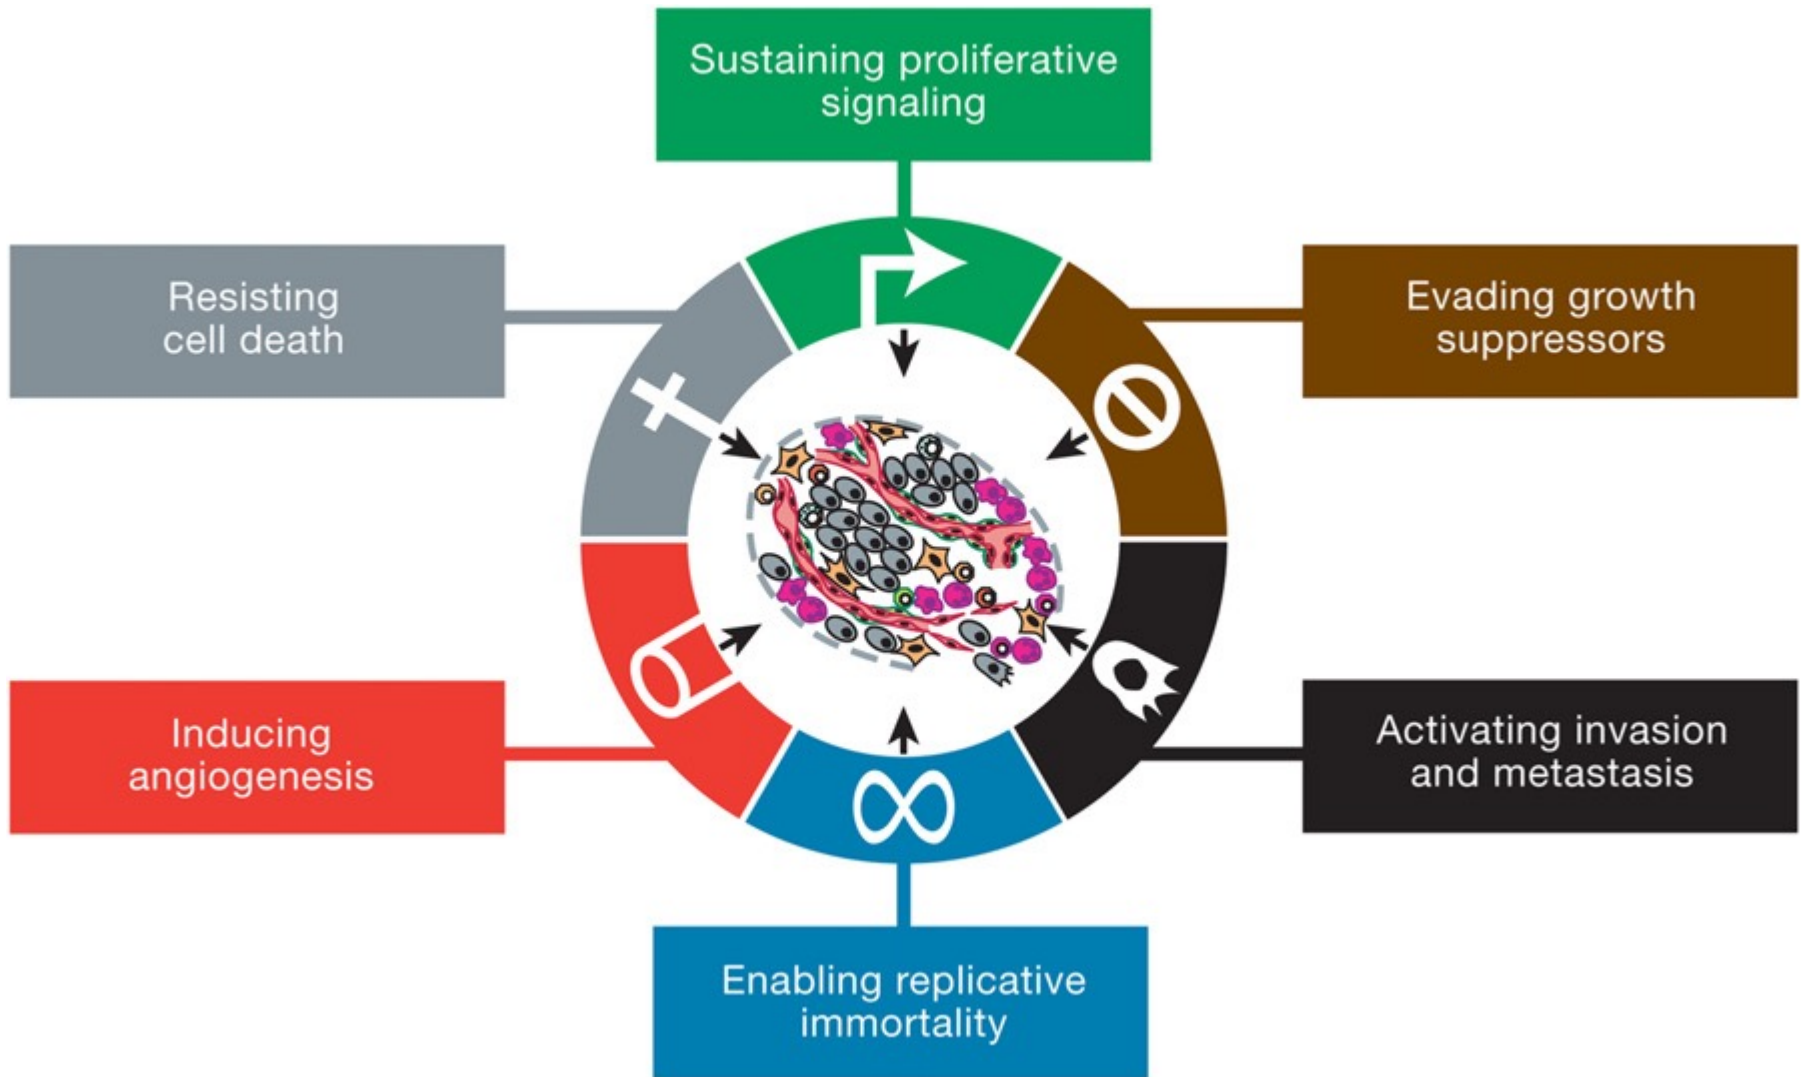 Sustaining proliferative
signaling
Resisting
cell death
Evading growth
suppressors
Inducing
angiogenesis
Activating invasion
and metastasis
Enabling replicative
immortality